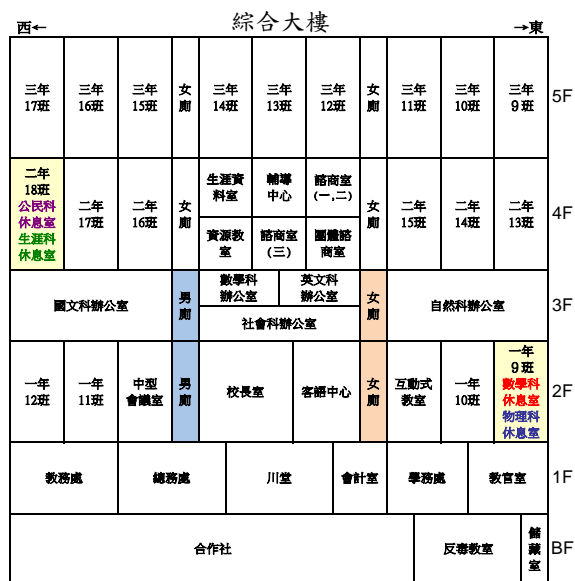 綜合大樓
西← →東
三年 三年 三年 女 三年 三年 三年 女 三年 三年 三年
17班 16班 15班 廁 14班 13班 12班 廁 11班 10班 9班
5F
二年
18班
公民科
休息室
生涯科
休息室
二年
17班
二年
16班
女
廁
生涯資
料室
輔導
中心
諮商室
(一,二)
資源教
室
諮商室
(三)
團體諮
商室
女
廁
二年
15班
二年
14班
二年
13班
4F
國文科辦公室
男
廁
數學科
辦公室
英文科
辦公室
社會科辦公室
女
廁
自然科辦公室
3F
一年
12班
一年
11班
中型
會議室
男
廁
校長室
客語中心
女
廁
互動式
教室
一年
10班
一年
9班
數學科
休息室
物理科
休息室
2F
教務處 總務處 川堂 會計室 學務處 教官室
1F
合作社
反毒教室
儲
藏
室
BF